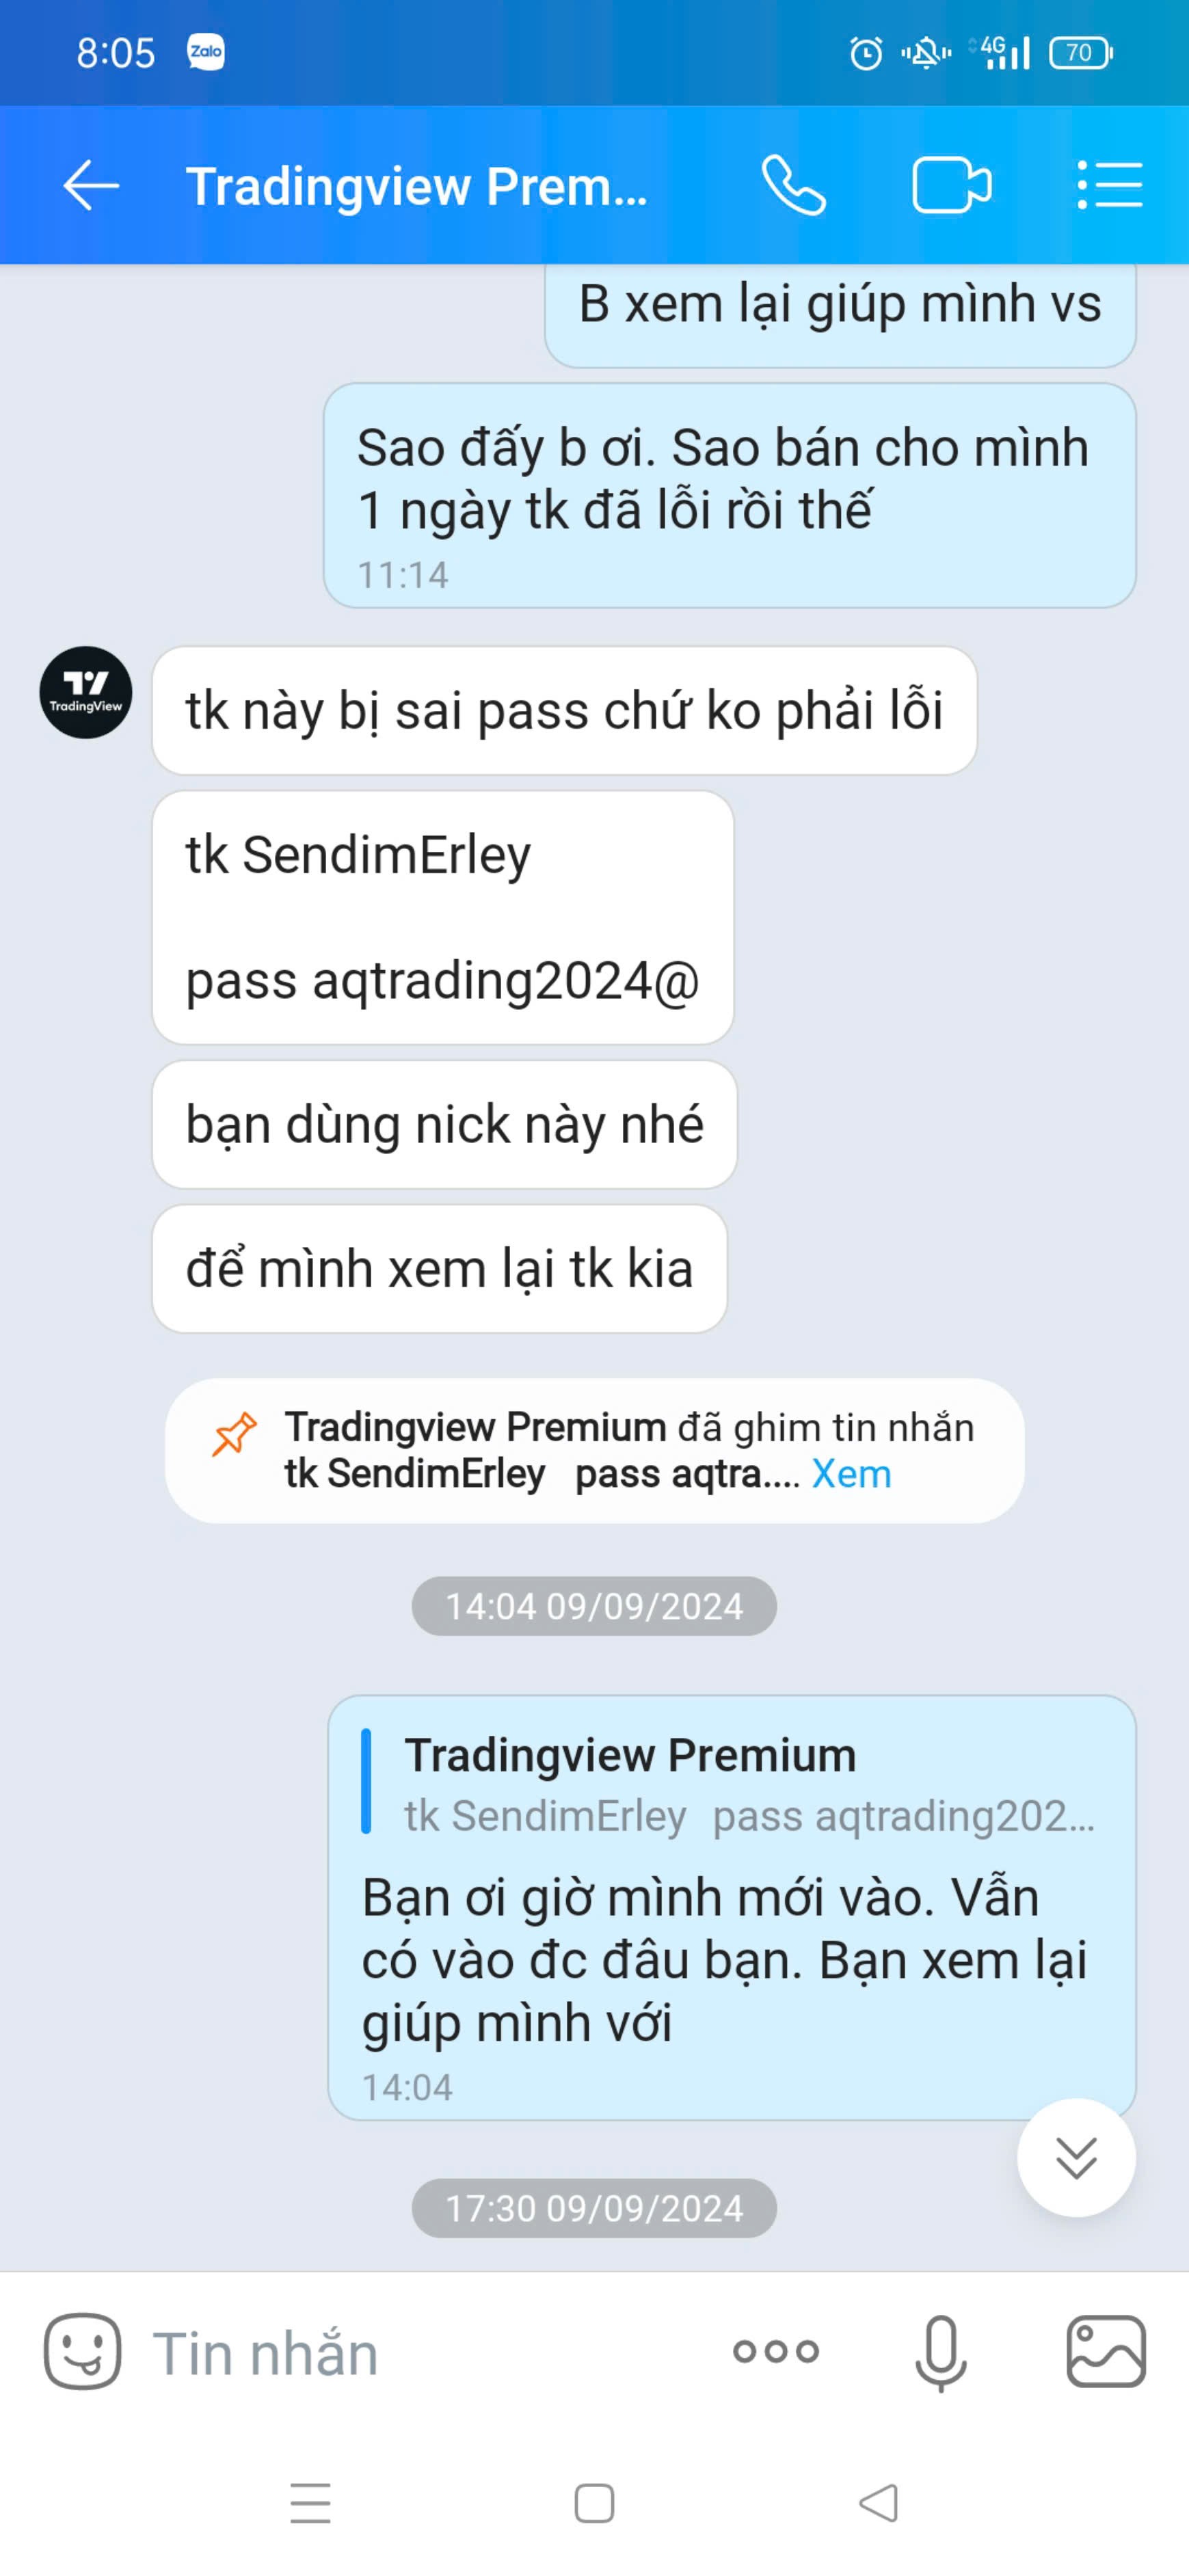 8:05
Zalo
4G
70
Tradingview Prem...
B xem lại giúp mình vs
Sao đấy b ơi. Sao bán cho mình
1 ngày tk đã lỗi rồi thế
11:14
TradingView
tk này bị sai pass chứ ko phải lỗi
tk SendimErley
pass aqtrading2024@
bạn dùng nick này nhé
để mình xem lại tk kia
Tradingview Premium đã ghim tin nhắn
tk SendimErley pass aqtra.... Xem
14:04 09/09/2024
Tradingview Premium
tk SendimErley pass aqtrading202...
Bạn ơi giờ mình mới vào. Vẫn
có vào đc đâu bạn. Bạn xem lại
giúp mình với
14:04
17:30 09/09/2024
Tin nhắn